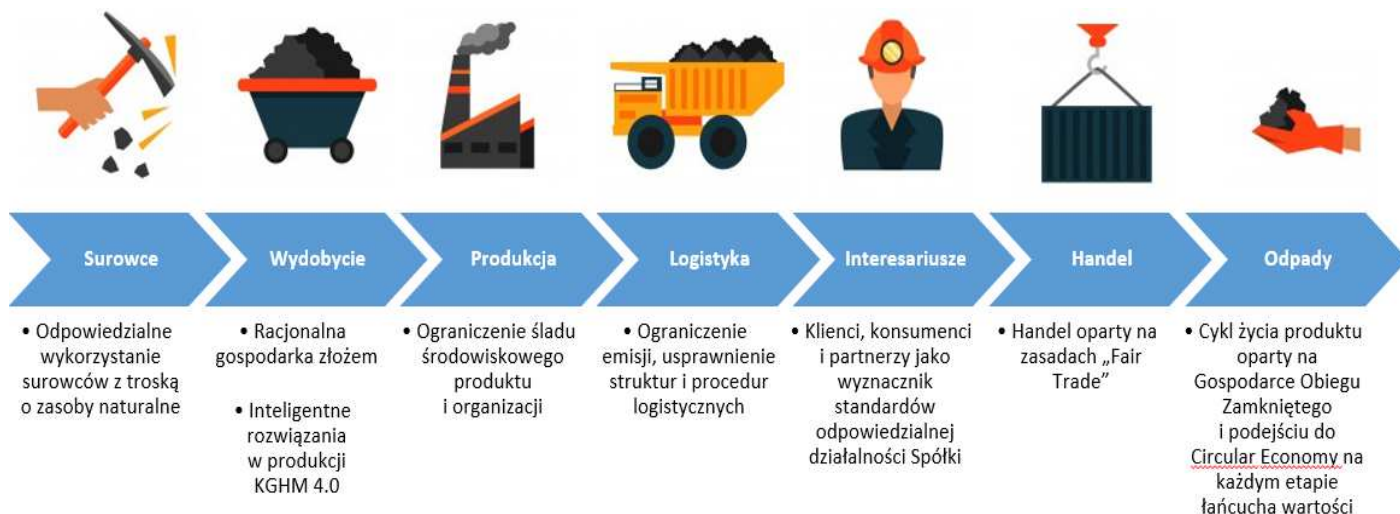 Surowce
Wydobycie
Produkcja
Logistyka
Interesariusze
Handel
Odpady
• Odpowiedzialne
wykorzystanie
surowców z troską
o zasoby naturalne
• Racjonalna
gospodarka złożem
• Inteligentne
rozwiązania
w produkcji
KGHM 4.0
• Ograniczenie śladu
środowiskowego
produktu
i organizacji
• Ograniczenie
emisji, usprawnienie
struktur i procedur
logistycznych
• Klienci, konsumenci
i partnerzy jako
wyznacznik
standardów
odpowiedzialnej
działalności Spółki
• Handel oparty na
zasadach „Fair
Trade”
• Cykl życia produktu
oparty na
Gospodarce Obiegu
Zamkniętego
i podejściu do
Circular Economy na
każdym etapie
łańcucha wartości